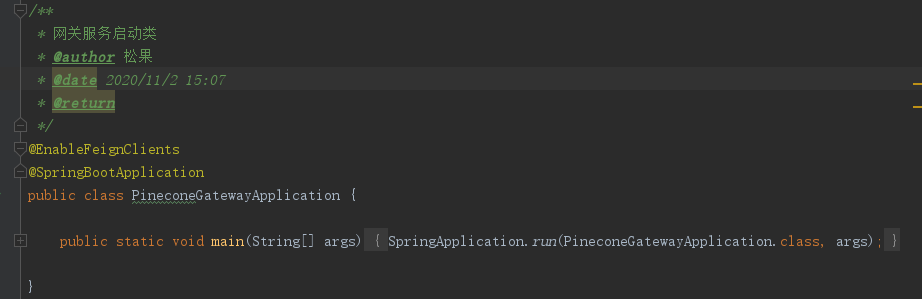 /**
* 网关服务启动类
* @author 松果
* @date 2020/11/2 15:07
* @return
*/
@EnableFeignClients
@SpringBootApplication
public class PineconeGatewayApplication {
public static void main(String[] args) { SpringApplication.run(PineconeGatewayApplication.class, args); }
}